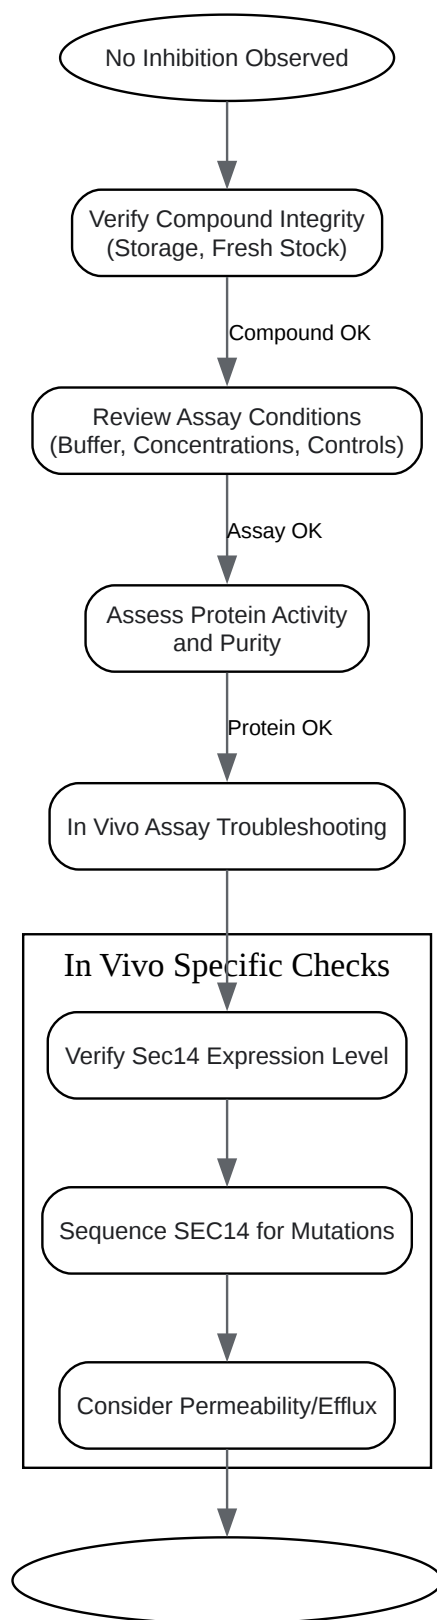 No Inhibition Observed
Verify Compound Integrity
(Storage, Fresh Stock)
Compound OK
Review Assay Conditions
(Buffer, Concentrations, Controls)
Assay OK
Assess Protein Activity
and Purity
Protein OK
In Vivo Assay Troubleshooting
In Vivo Specific Checks
Verify Sec14 Expression Level
Sequence SEC14 for Mutations
Consider Permeability/Efflux